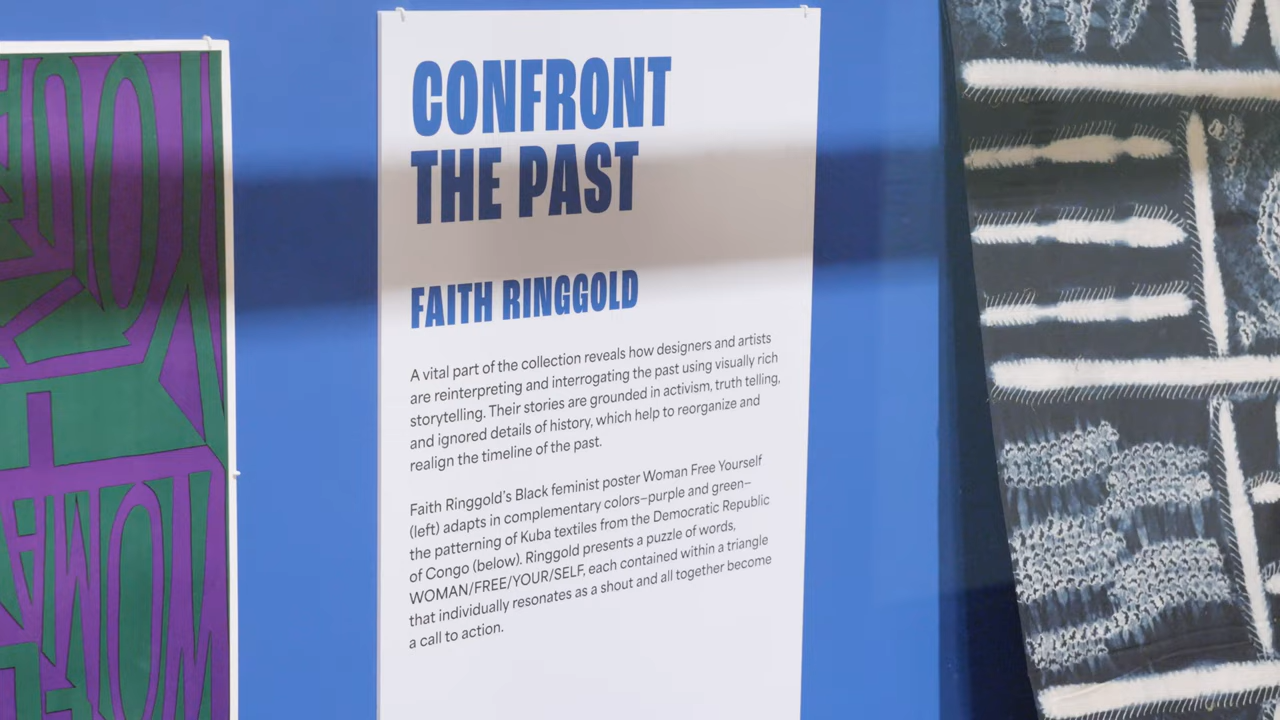 CONFRONT
THE PAST
FAITH RINGGOLD
A vital part of the collection reveals how designers and artists
are reinterpreting and interrogating the past using visually rich
storytelling. Their stories are grounded in activism, truth telling,
and ignored details of history, which help to reorganize and
realign the timeline of the past.
Faith Ringgold's Black feminist poster Woman Free Yourself
(left) adapts in complementary colors—purple and green—
the patterning of Kuba textiles from the Democratic Republic
of Congo (below). Ringgold presents a puzzle of words,
WOMAN/FREE/YOUR/SELF, each contained within a triangle
that individually resonates as a shout and all together become
a call to action.